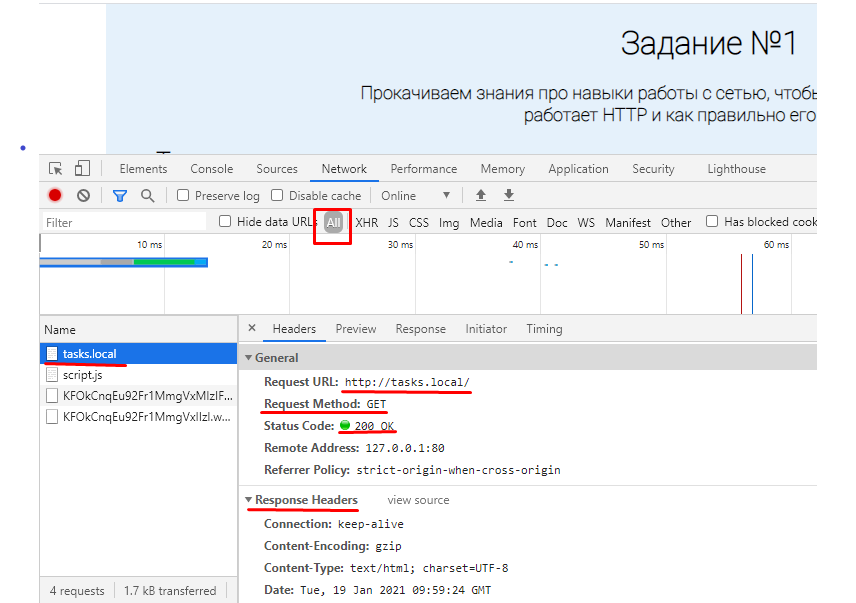 Задание №1
Прокачиваем знания про навыки работы с сетью, чтобы
работает HTTP и как правильно его
Elements Console Sources Network Performance Memory Application Security Lighthouse
Preserve log Disable cache Online
Filter Hide data URLs All XHR JS CSS Img Media Font Doc WS Manifest Other Has blocked cook
10 ms 20 ms 30 ms 40 ms 50 ms 60 ms
Name
tasks.local
script.js
KFOkCnqEu92Fr1MmgVxMIzIF...
KFOkCnqEu92Fr1MmgVxIIzI.w...
4 requests 1.7 kB transferred
× Headers Preview Response Initiator Timing
General
Request URL: http://tasks.local/
Request Method: GET
Status Code: 200 OK
Remote Address: 127.0.0.1:80
Referrer Policy: strict-origin-when-cross-origin
Response Headers view source
Connection: keep-alive
Content-Encoding: gzip
Content-Type: text/html; charset=UTF-8
Date: Tue, 19 Jan 2021 09:59:24 GMT